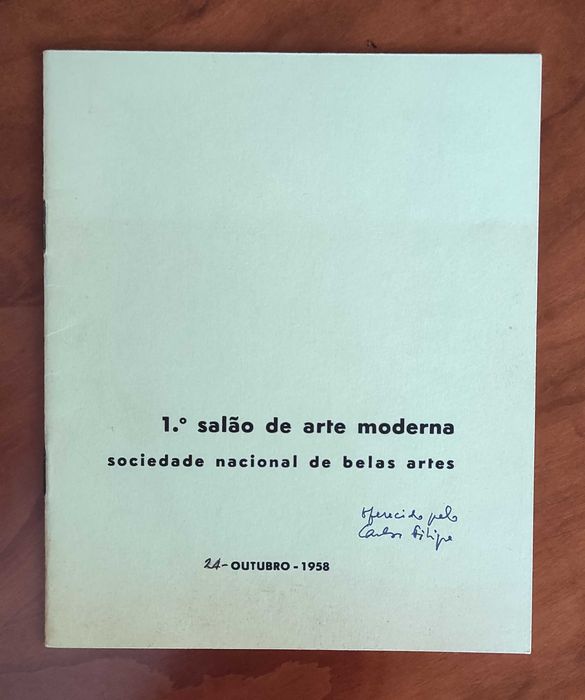 1.º salão de arte moderna
sociedade nacional de belas artes
oferecido pelo
Carlos Filipe
24-OUTUBRO-1958